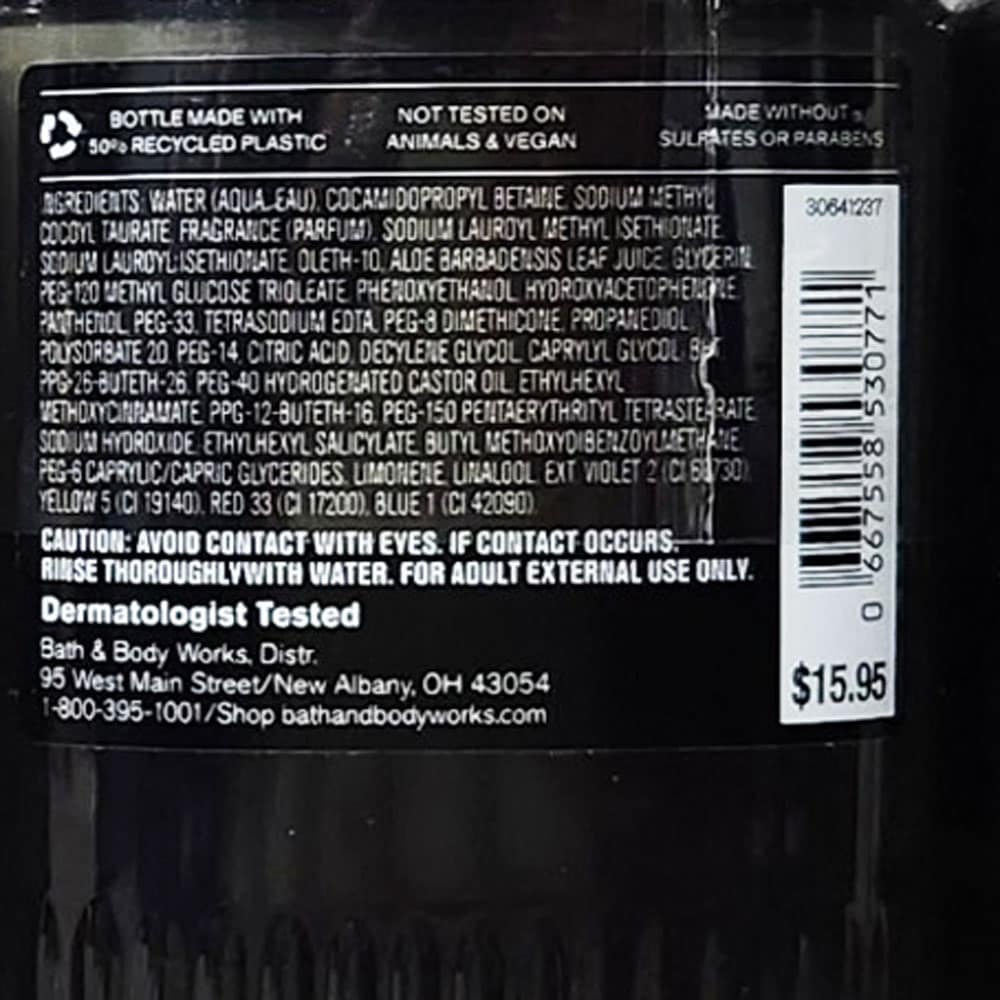 BOTTLE MADE WITH
50% RECYCLED PLASTIC
NOT TESTED ON
ANIMALS & VEGAN
MADE WITHOUT
SULFATES OR PARABENS
INGREDIENTS: WATER (AQUA, EAU), COCAMIDOPROPYL BETAINE, SODIUM METHYL
COCOYL TAURATE, FRAGRANCE (PARFUM), SODIUM LAUROYL METHYL ISETHIONATE,
SODIUM LAUROYL ISETHIONATE, OLETH-10, ALOE BARBADENSIS LEAF JUICE, GLYCERIN,
PEG-120 METHYL GLUCOSE TRIOLEATE, PHENOXYETHANOL, HYDROXYACETOPHENONE,
PANTHENOL, PEG-33, TETRASODIUM EDTA, PEG-8 DIMETHICONE, PROPANEDIOL,
POLYSORBATE 20, PEG-14, CITRIC ACID, DECYLENE GLYCOL, CAPRYLYL GLYCOL, BHT,
PPG-26-BUTETH-26, PEG-40 HYDROGENATED CASTOR OIL, ETHYLHEXYL
METHOXYCINNAMATE, PPG-12-BUTETH-16, PEG-150 PENTAERYTHRITYL TETRASTEARATE,
SODIUM HYDROXIDE, ETHYLHEXYL SALICYLATE, BUTYL METHOXYDIBENZOYLMETHANE,
PEG-6 CAPRYLIC/CAPRIC GLYCERIDES, LIMONENE, LINALOOL, EXT. VIOLET 2 (CI 60730),
YELLOW 5 (CI 19140), RED 33 (CI 17200), BLUE 1 (CI 42090).
CAUTION: AVOID CONTACT WITH EYES. IF CONTACT OCCURS,
RINSE THOROUGHLYWITH WATER. FOR ADULT EXTERNAL USE ONLY.
Dermatologist Tested
Bath & Body Works, Distr.
95 West Main Street/New Albany, OH 43054
1-800-395-1001/Shop bathandbodyworks.com
30641237
0 667558 530771
$15.95